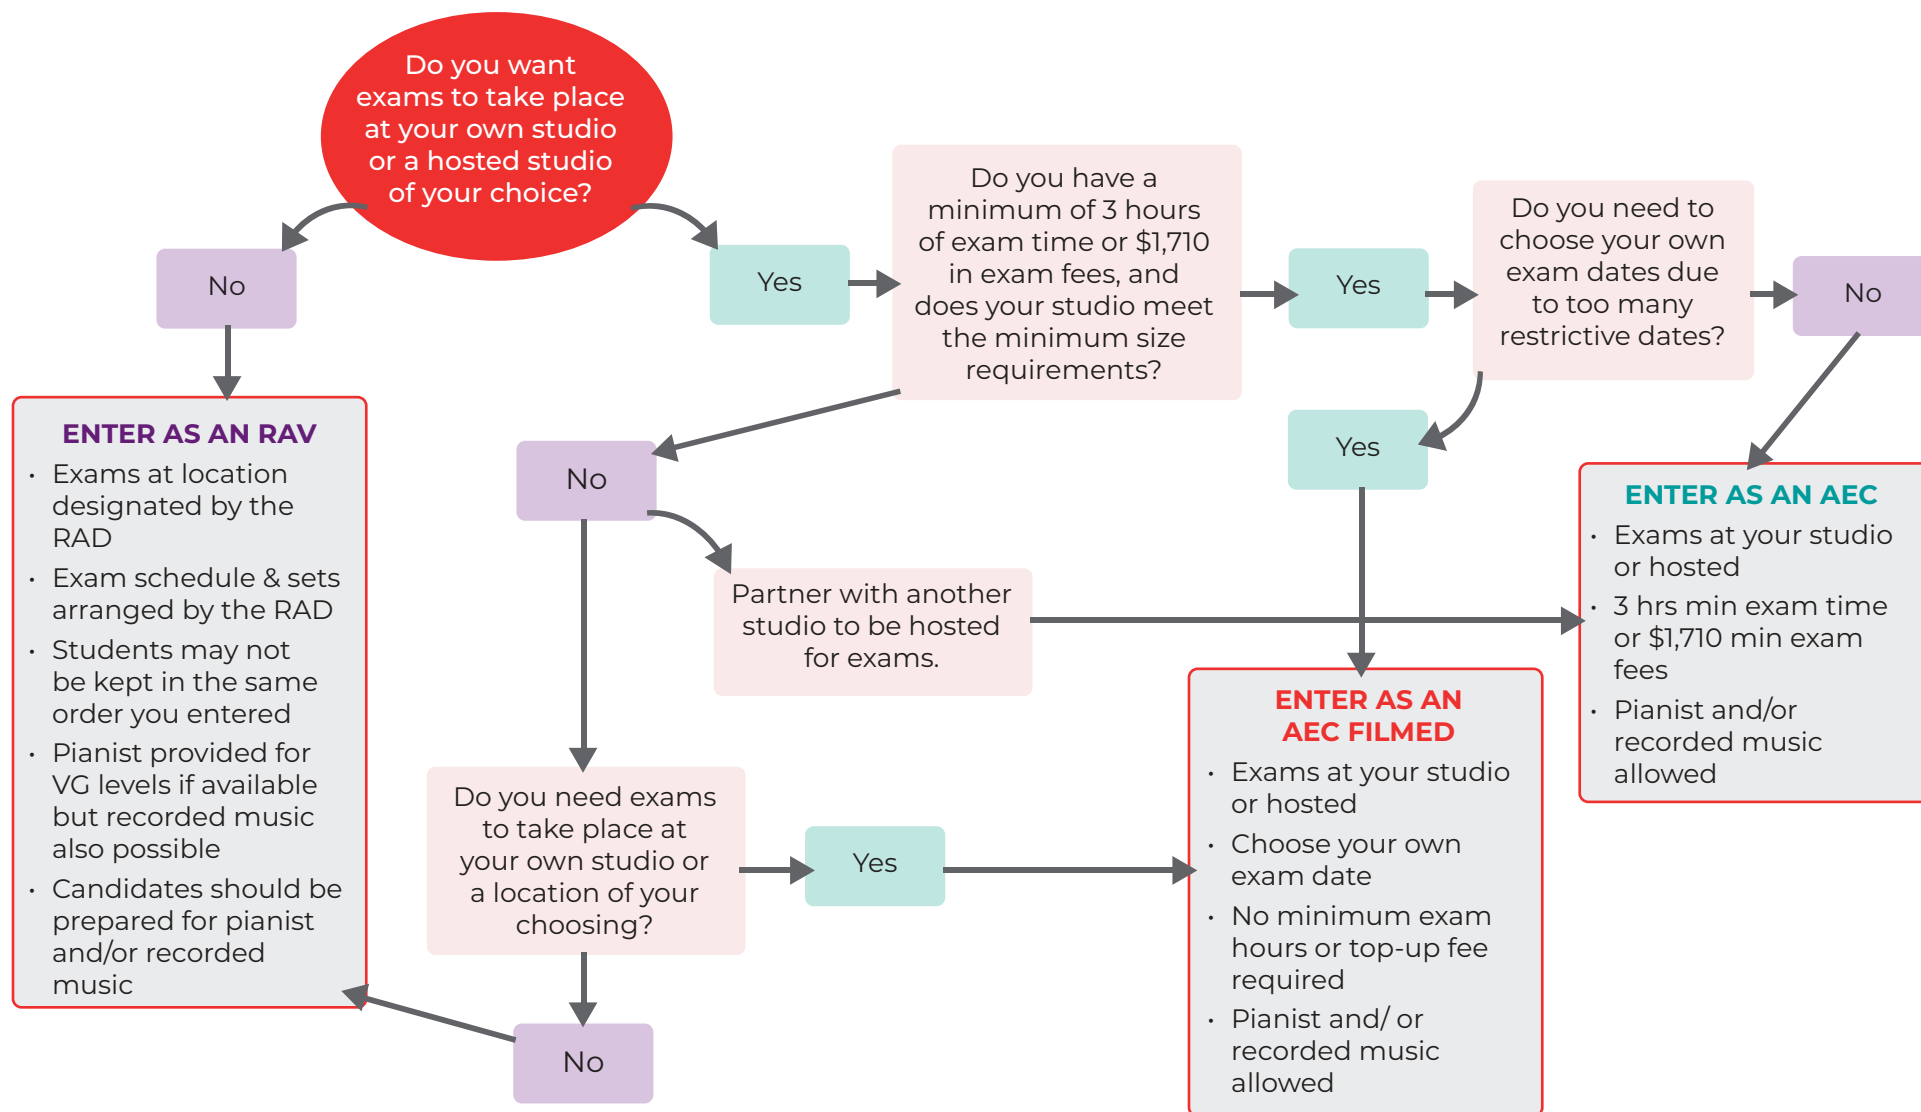 Do you want
exams to take place
at your own studio
or a hosted studio
of your choice?
No
Yes
Do you have a
minimum of 3 hours
of exam time or $1,710
in exam fees, and
does your studio meet
the minimum size
requirements?
Yes
Do you need to
choose your own
exam dates due
to too many
restrictive dates?
No
ENTER AS AN RAV
· Exams at location
designated by the
RAD
· Exam schedule & sets
arranged by the RAD
· Students may not
be kept in the same
order you entered
· Pianist provided for
VG levels if available
but recorded music
also possible
· Candidates should be
prepared for pianist
and/or recorded
music
No
Yes
ENTER AS AN AEC
· Exams at your studio
or hosted
· 3 hrs min exam time
or $1,710 min exam
fees
· Pianist and/or
recorded music
allowed
Partner with another
studio to be hosted
for exams.
ENTER AS AN
AEC FILMED
· Exams at your studio
or hosted
· Choose your own
exam date
· No minimum exam
hours or top-up fee
required
· Pianist and/ or
recorded music
allowed
Do you need exams
to take place at
your own studio or
a location of your
choosing?
Yes
No